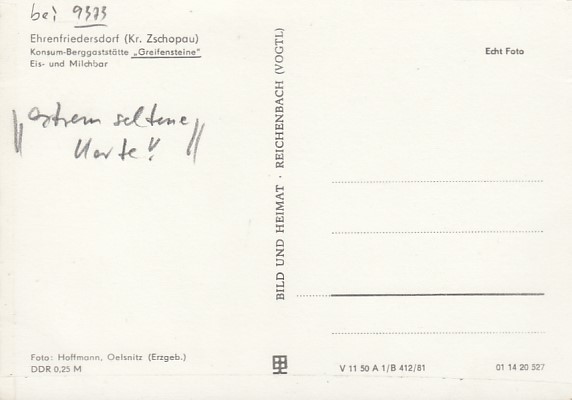 bei 9373
Ehrenfriedersdorf (Kr. Zschopau)
Konsum-Berggaststätte „Greifensteine"
Eis- und Milchbar
Echt Foto
extrem seltene
Karte!
BILD UND HEIMAT · REICHENBACH (VOGTL)
Foto: Hoffmann, Oelsnitz (Erzgeb.)
DDR 0,25 M
V 11 50 A 1/B 412/81
01 14 20 527